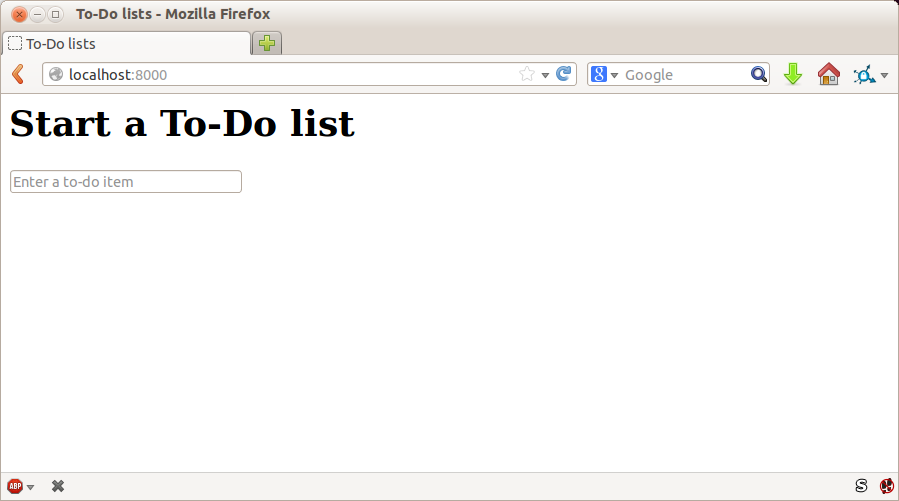 To-Do lists - Mozilla Firefox
To-Do lists
localhost:8000
8
Google
Start a To-Do list
Enter a to-do item
ABP
S